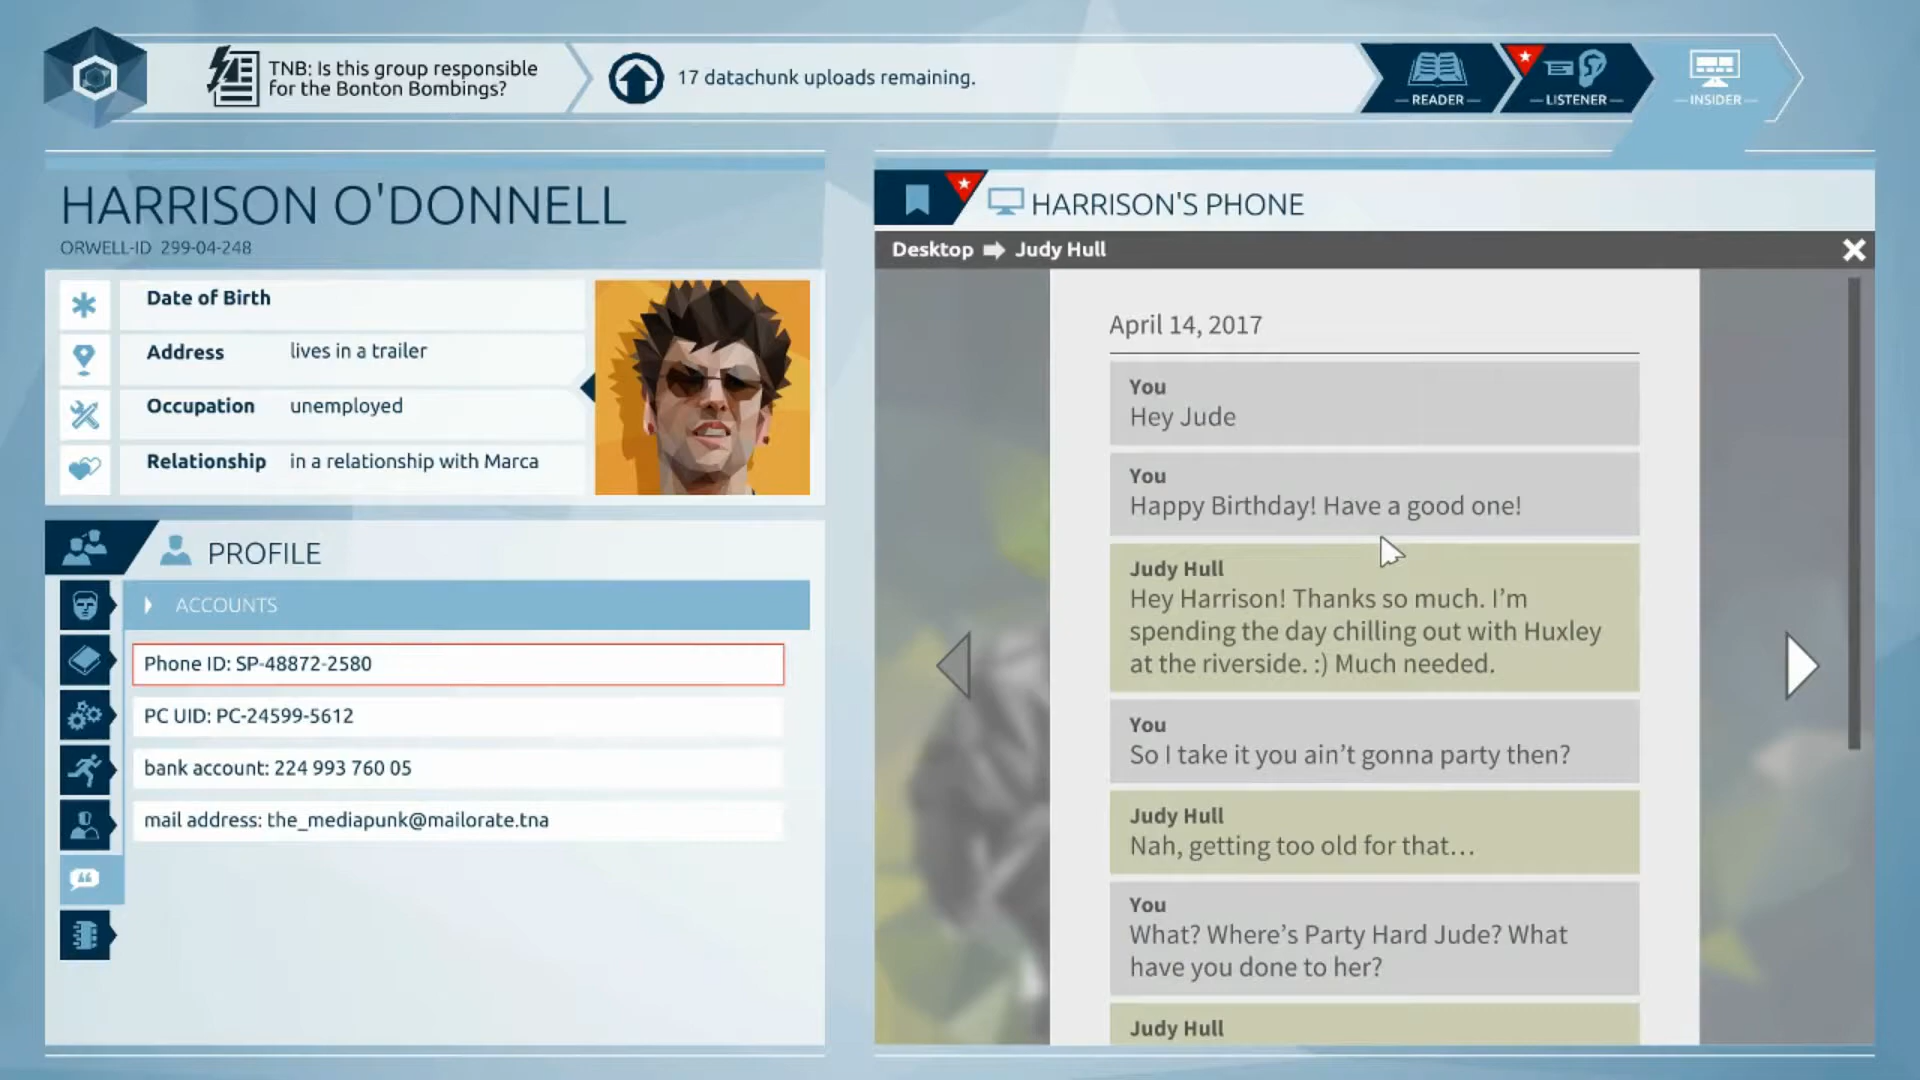 TNB: Is this group responsible
for the Bonton Bombings?
17 datachunk uploads remaining.
READER
LISTENER
INSIDER
HARRISON O'DONNELL
ORWELL-ID 299-04-248
Date of Birth
Address lives in a trailer
Occupation unemployed
Relationship in a relationship with Marca
PROFILE
ACCOUNTS
Phone ID: SP-48872-2580
PC UID: PC-24599-5612
bank account: 224 993 760 05
mail address: the_mediapunk@mailorate.tna
HARRISON'S PHONE
Desktop Judy Hull
April 14, 2017
You
Hey Jude
You
Happy Birthday! Have a good one!
Judy Hull
Hey Harrison! Thanks so much. I'm
spending the day chilling out with Huxley
at the riverside. :) Much needed.
You
So I take it you ain't gonna party then?
Judy Hull
Nah, getting too old for that...
You
What? Where's Party Hard Jude? What
have you done to her?
Judy Hull